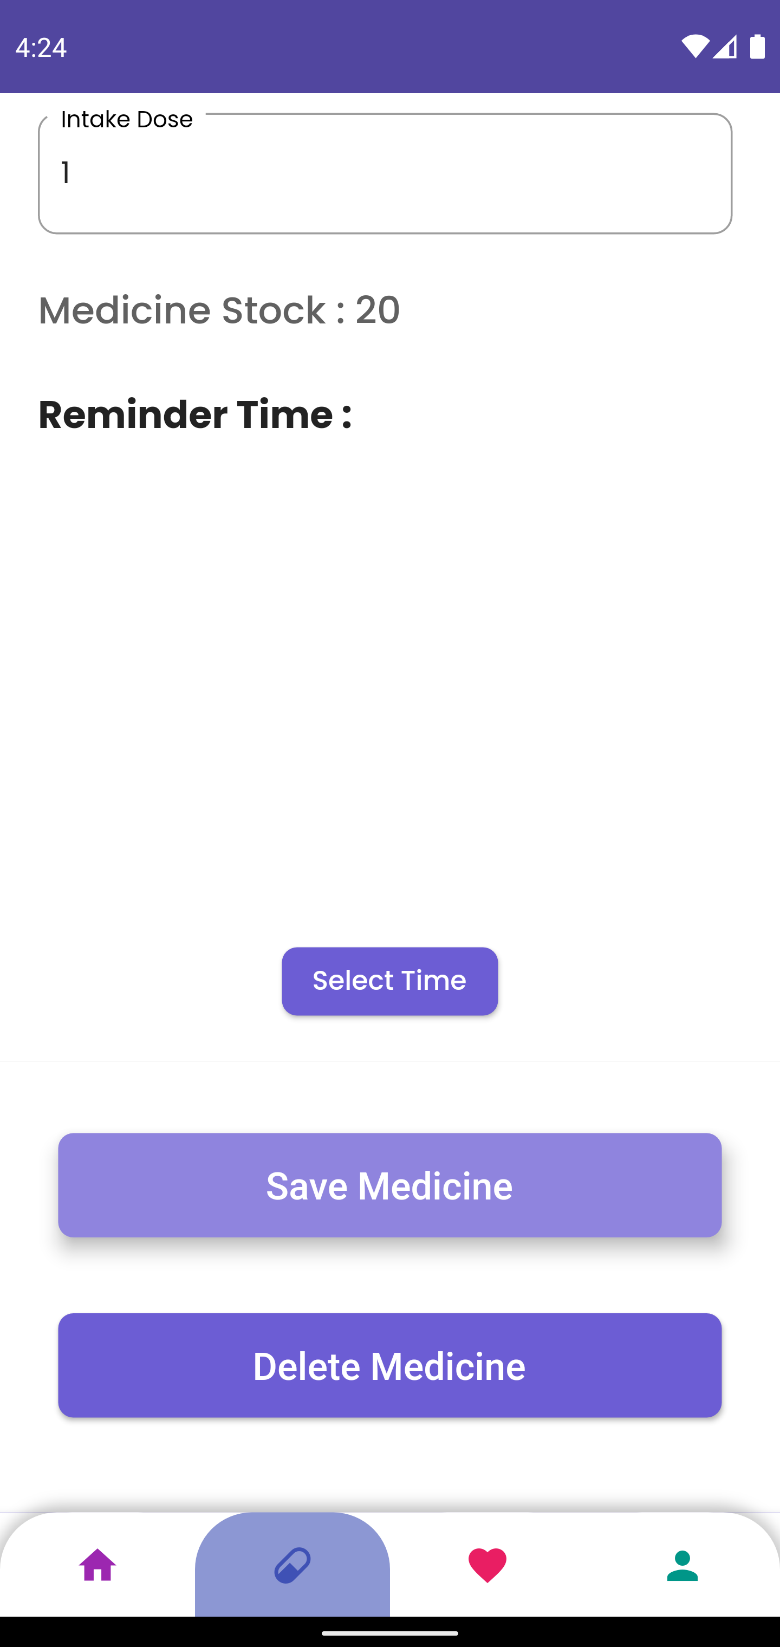 4:24
Intake Dose
1
Medicine Stock : 20
Reminder Time :
Select Time
Save Medicine
Delete Medicine